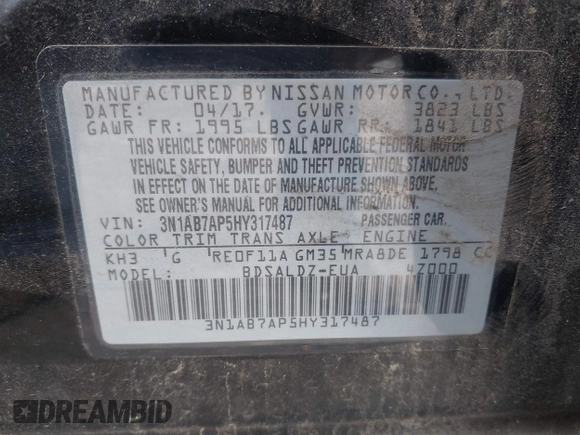 MANUFACTURED BY NISSAN MOTOR CO., LTD
DATE: 04/17. GVWR: 3823 LBS
GAWR FR: 1995 LBS GAWR RR: 1841 LBS
THIS VEHICLE CONFORMS TO ALL APPLICABLE FEDERAL MOTOR
VEHICLE SAFETY, BUMPER AND THEFT PREVENTION STANDARDS
IN EFFECT ON THE DATE OF MANUFACTURE SHOWN ABOVE.
SEE OWNER'S MANUAL FOR ADDITIONAL INFORMATION.
VIN: 3N1AB7AP5HY317487 PASSENGER CAR
COLOR TRIM TRANS AXLE ENGINE
KH3 G RE0F11A GM35 MRA8DE 1798 CC
MODEL: BDSALDZ-EUA 4Z000
3N1AB7AP5HY317487
DREAMBID